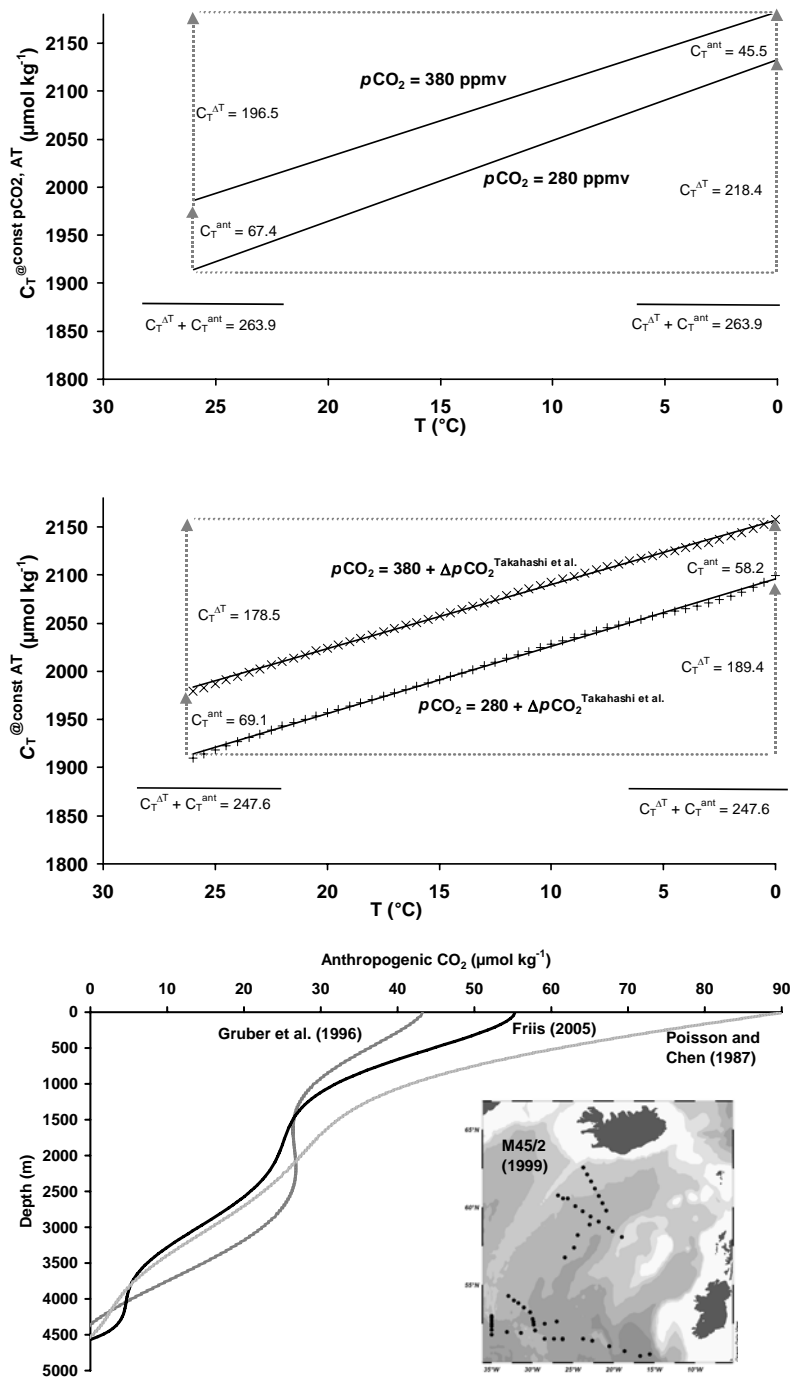 2150
2100
2050
2000
1950
1900
1850
1800
C_T^@const pCO2, AT (µmol kg^-1)
pCO₂ = 380 ppmv
C_T^ant 45.5
C_T^ΔT = 196.5
pCO₂ = 280 ppmv
C_T^ΔT = 218.4
C_T^ant = 67.4
C_T^ΔT + C_T^ant = 263.9
C_T^ΔT + C_T^ant = 263.9
30 25 20 15 10 5 0
T (°C)
2150
2100
2050
2000
1950
1900
1850
1800
C_T^@const AT (µmol kg^-1)
pCO₂ = 380 + ΔpCO₂^Takahashi et al.
C_T^ant = 58.2
C_T^ΔT = 178.5
C_T^ΔT = 189.4
C_T^ant = 69.1
pCO₂ = 280 + ΔpCO₂^Takahashi et al.
C_T^ΔT + C_T^ant = 247.6
C_T^ΔT + C_T^ant = 247.6
30 25 20 15 10 5 0
T (°C)
Anthropogenic CO₂ (µmol kg^-1)
0 10 20 30 40 50 60 70 80 90
0
500
1000
1500
2000
2500
3000
3500
4000
4500
5000
Depth (m)
Gruber et al. (1996)
Friis (2005)
Poisson and
Chen (1987)
M45/2
(1999)
65°N
55°N
35°W 30°W 25°W 20°W 15°W 10°W